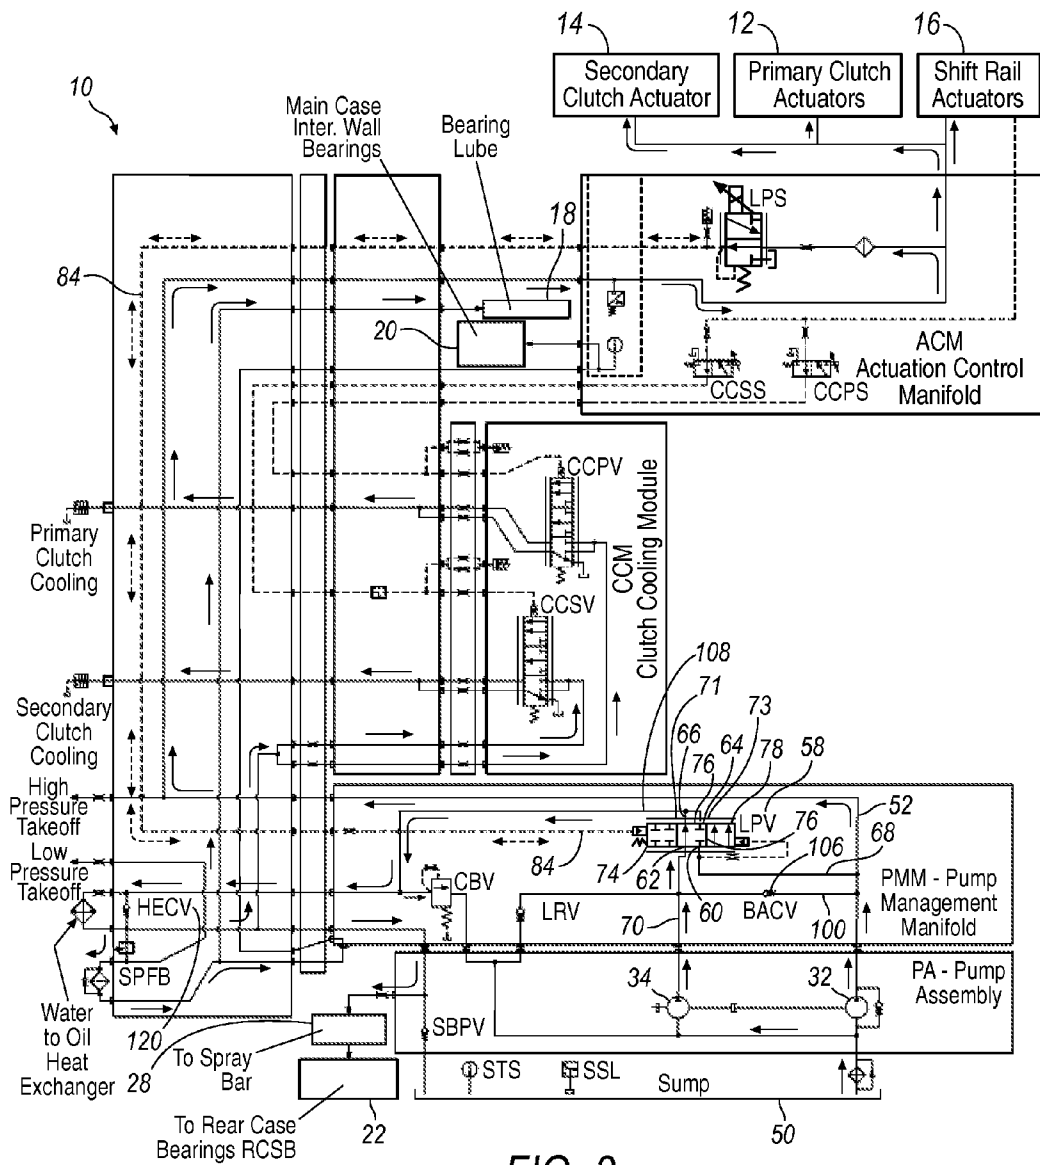 14
12
16
Secondary
Clutch Actuator
Primary Clutch
Actuators
Shift Rail
Actuators
10
Main Case
Inter. Wall
Bearings
Bearing
Lube
LPS
18
84
20
ACM
Actuation Control
Manifold
CCSS
CCPS
CCPV
Primary
Clutch
Cooling
CCSV
CCM
Clutch Cooling Module
Secondary
Clutch
Cooling
108
71
66
76
64
73
78
58
High
Pressure
Takeoff
LPV
52
Low
Pressure
Takeoff
84
74
62
60
76
68
106
CBV
HECV
LRV
70
BACV
100
PMM - Pump
Management
Manifold
SPFB
34
32
PA - Pump
Assembly
Water
to Oil
Heat
Exchanger
120
28
To Spray
Bar
SBPV
STS
SSL
Sump
50
22
To Rear Case
Bearings RCSB